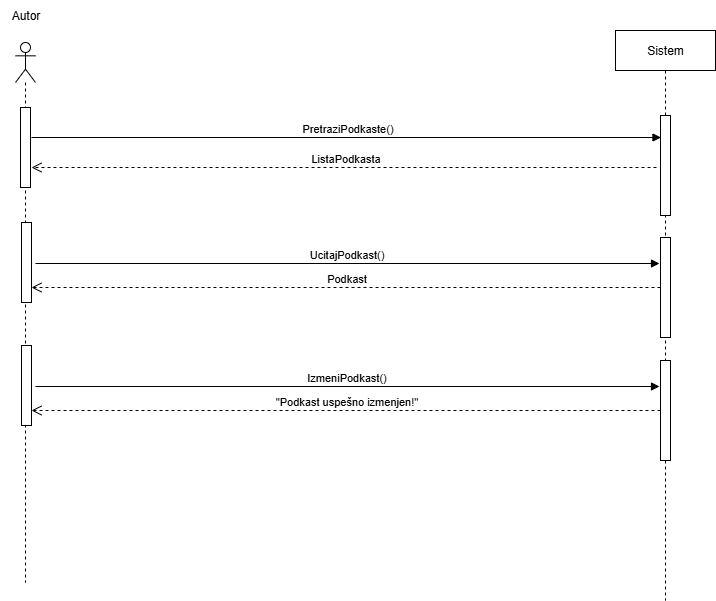 Autor
Sistem
PretraziPodkaste()
ListaPodkasta
UcitajPodkast()
Podkast
IzmeniPodkast()
"Podkast uspešno izmenjen!"